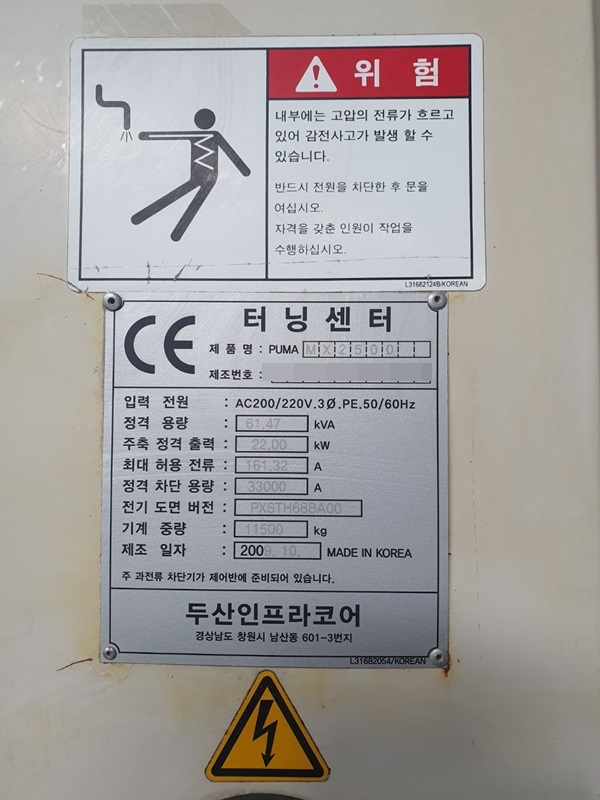 위 험
내부에는 고압의 전류가 흐르고
있어 감전사고가 발생 할 수
있습니다.
반드시 전원을 차단한 후 문을
여십시오.
자격을 갖춘 인원이 작업을
수행하십시오.
L31682124B/KOREAN
CE 터닝센터
제 품 명 : PUMA MX2500
제조번호 :
입력 전원 : AC200/220V.3Ø.PE.50/60Hz
정격 용량 : 61.47 kVA
주축 정격 출력 : 22.00 kW
최대 허용 전류 : 161.32 A
정격 차단 용량 : 33000 A
전기 도면 버전 : PXSTH68BA00
기계 중량 : 11500 kg
제조 일자 : 2009. 10. MADE IN KOREA
주 과전류 차단기가 제어반에 준비되어 있습니다.
두산인프라코어
경상남도 창원시 남산동 601-3번지
L31682054/KOREAN